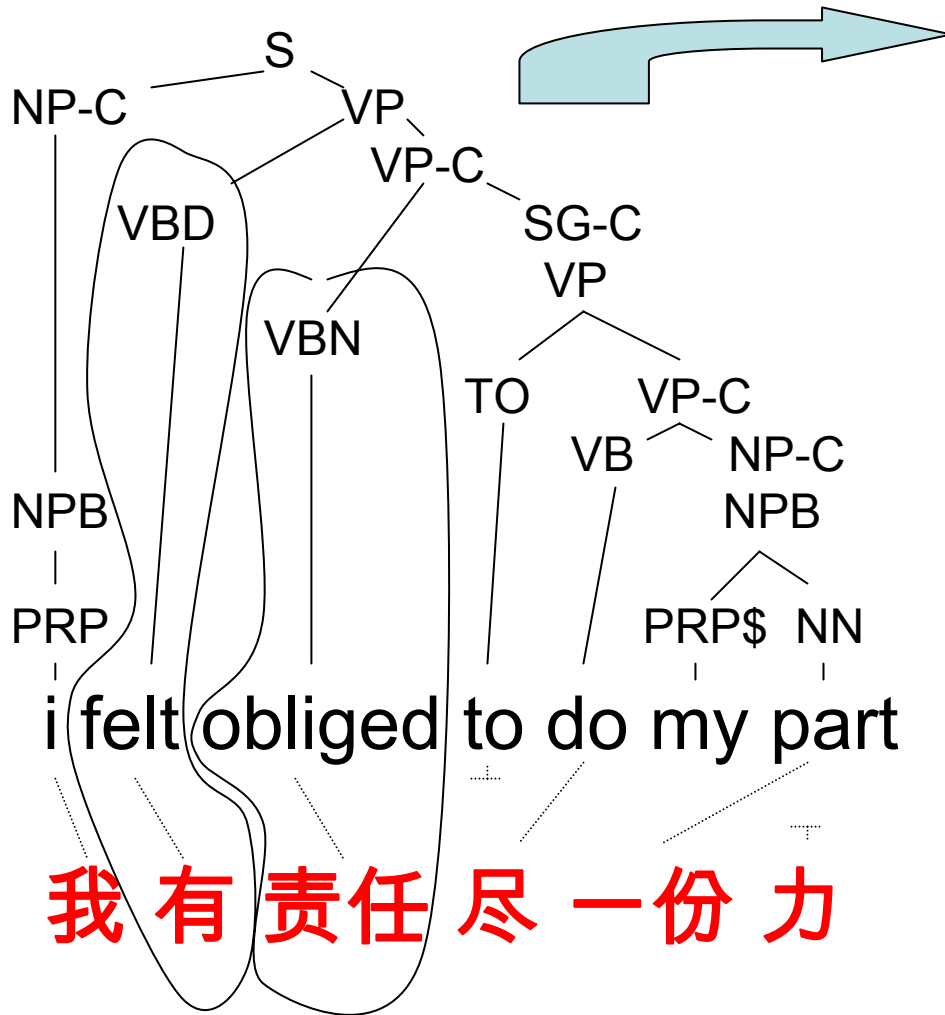 S
NP-C VP
VP-C
VBD SG-C
VP
VBN
TO VP-C
VB NP-C
NPB NPB
PRP PRP$ NN
i felt obliged to do my part
我 有 责任 尽 一份 力